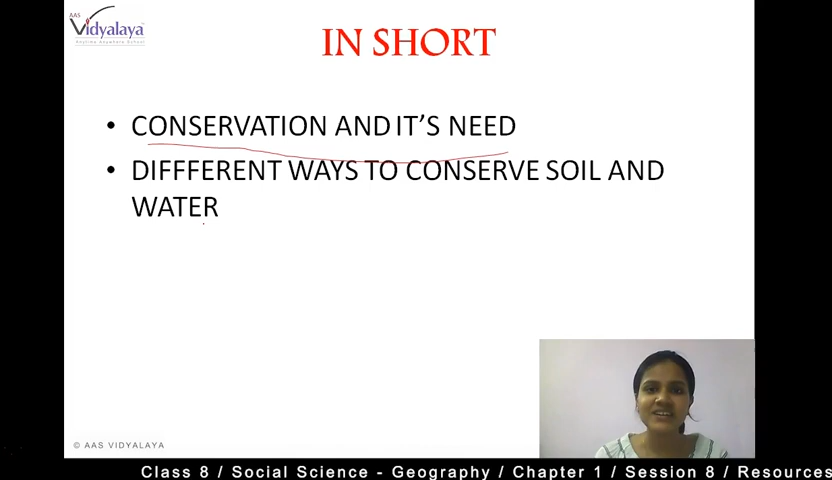 AAS
Vidyalaya
IN SHORT
• CONSERVATION AND IT'S NEED
• DIFFFERENT WAYS TO CONSERVE SOIL AND
WATER
© AAS VIDYALAYA
Class 8 / Social Science - Geography / Chapter 1 / Session 8 / Resources